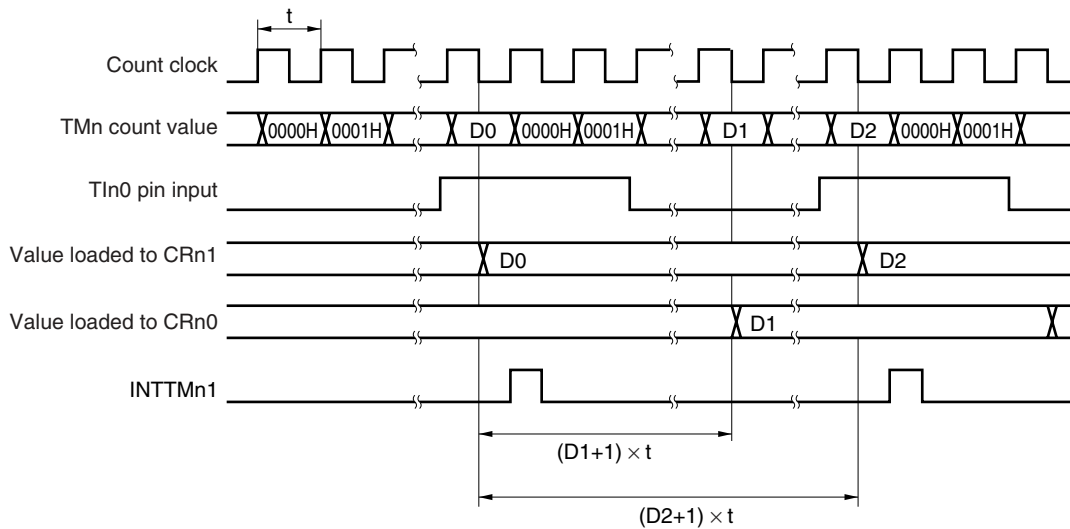 t
Count clock
TMn count value 0000H 0001H D0 0000H 0001H D1 D2 0000H 0001H
TIn0 pin input
Value loaded to CRn1 D0 D2
Value loaded to CRn0 D1
INTTMn1
(D1+1) × t
(D2+1) × t